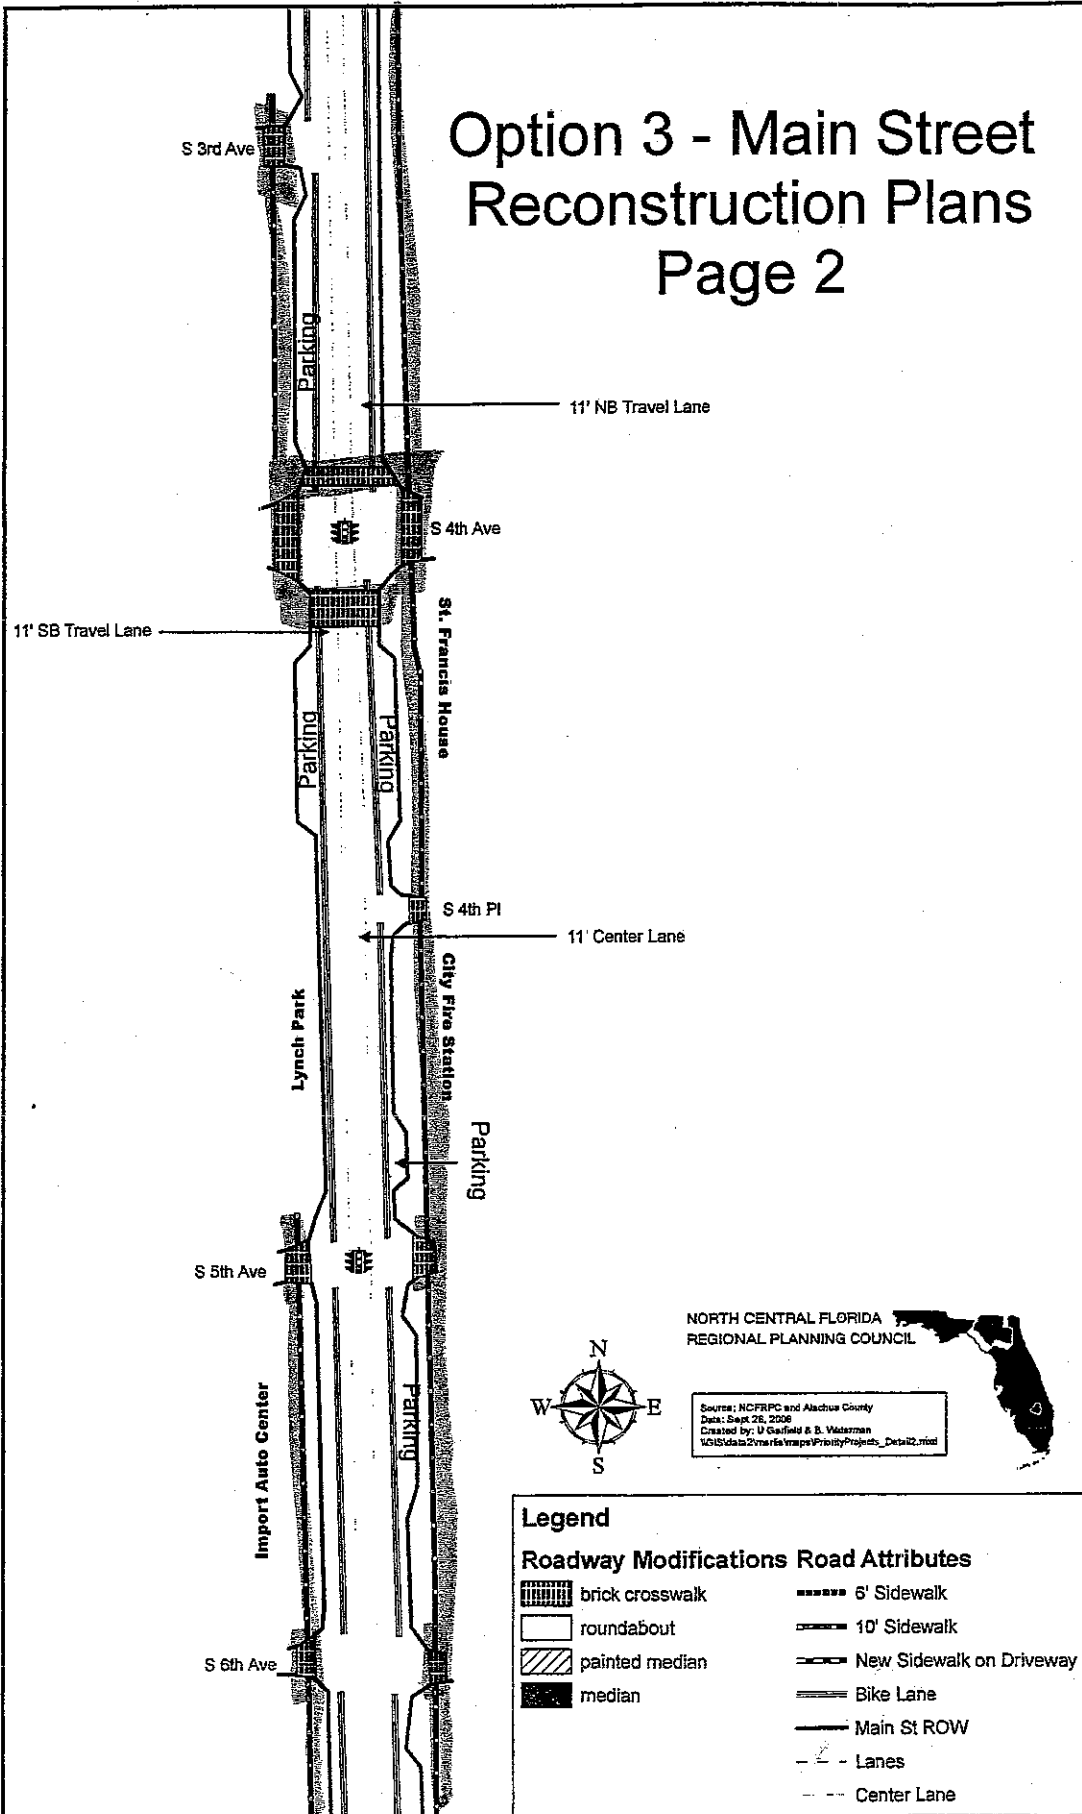 Option 3 - Main Street
Reconstruction Plans
Page 2
S 3rd Ave
Parking
11' NB Travel Lane
S 4th Ave
11' SB Travel Lane
St. Francis House
Parking
Parking
S 4th Pl
11' Center Lane
City Fire Station
Lynch Park
Parking
S 5th Ave
Parking
Import Auto Center
S 6th Ave
NORTH CENTRAL FLORIDA
REGIONAL PLANNING COUNCIL
N
W
E
S
Source: NCFRPC and Alachua County
Date: Sept 26, 2006
Created by: & B. Waterman
Legend
Roadway Modifications
brick crosswalk
roundabout
painted median
median
Road Attributes
6' Sidewalk
10' Sidewalk
New Sidewalk on Driveway
Bike Lane
Main St ROW
Lanes
Center Lane